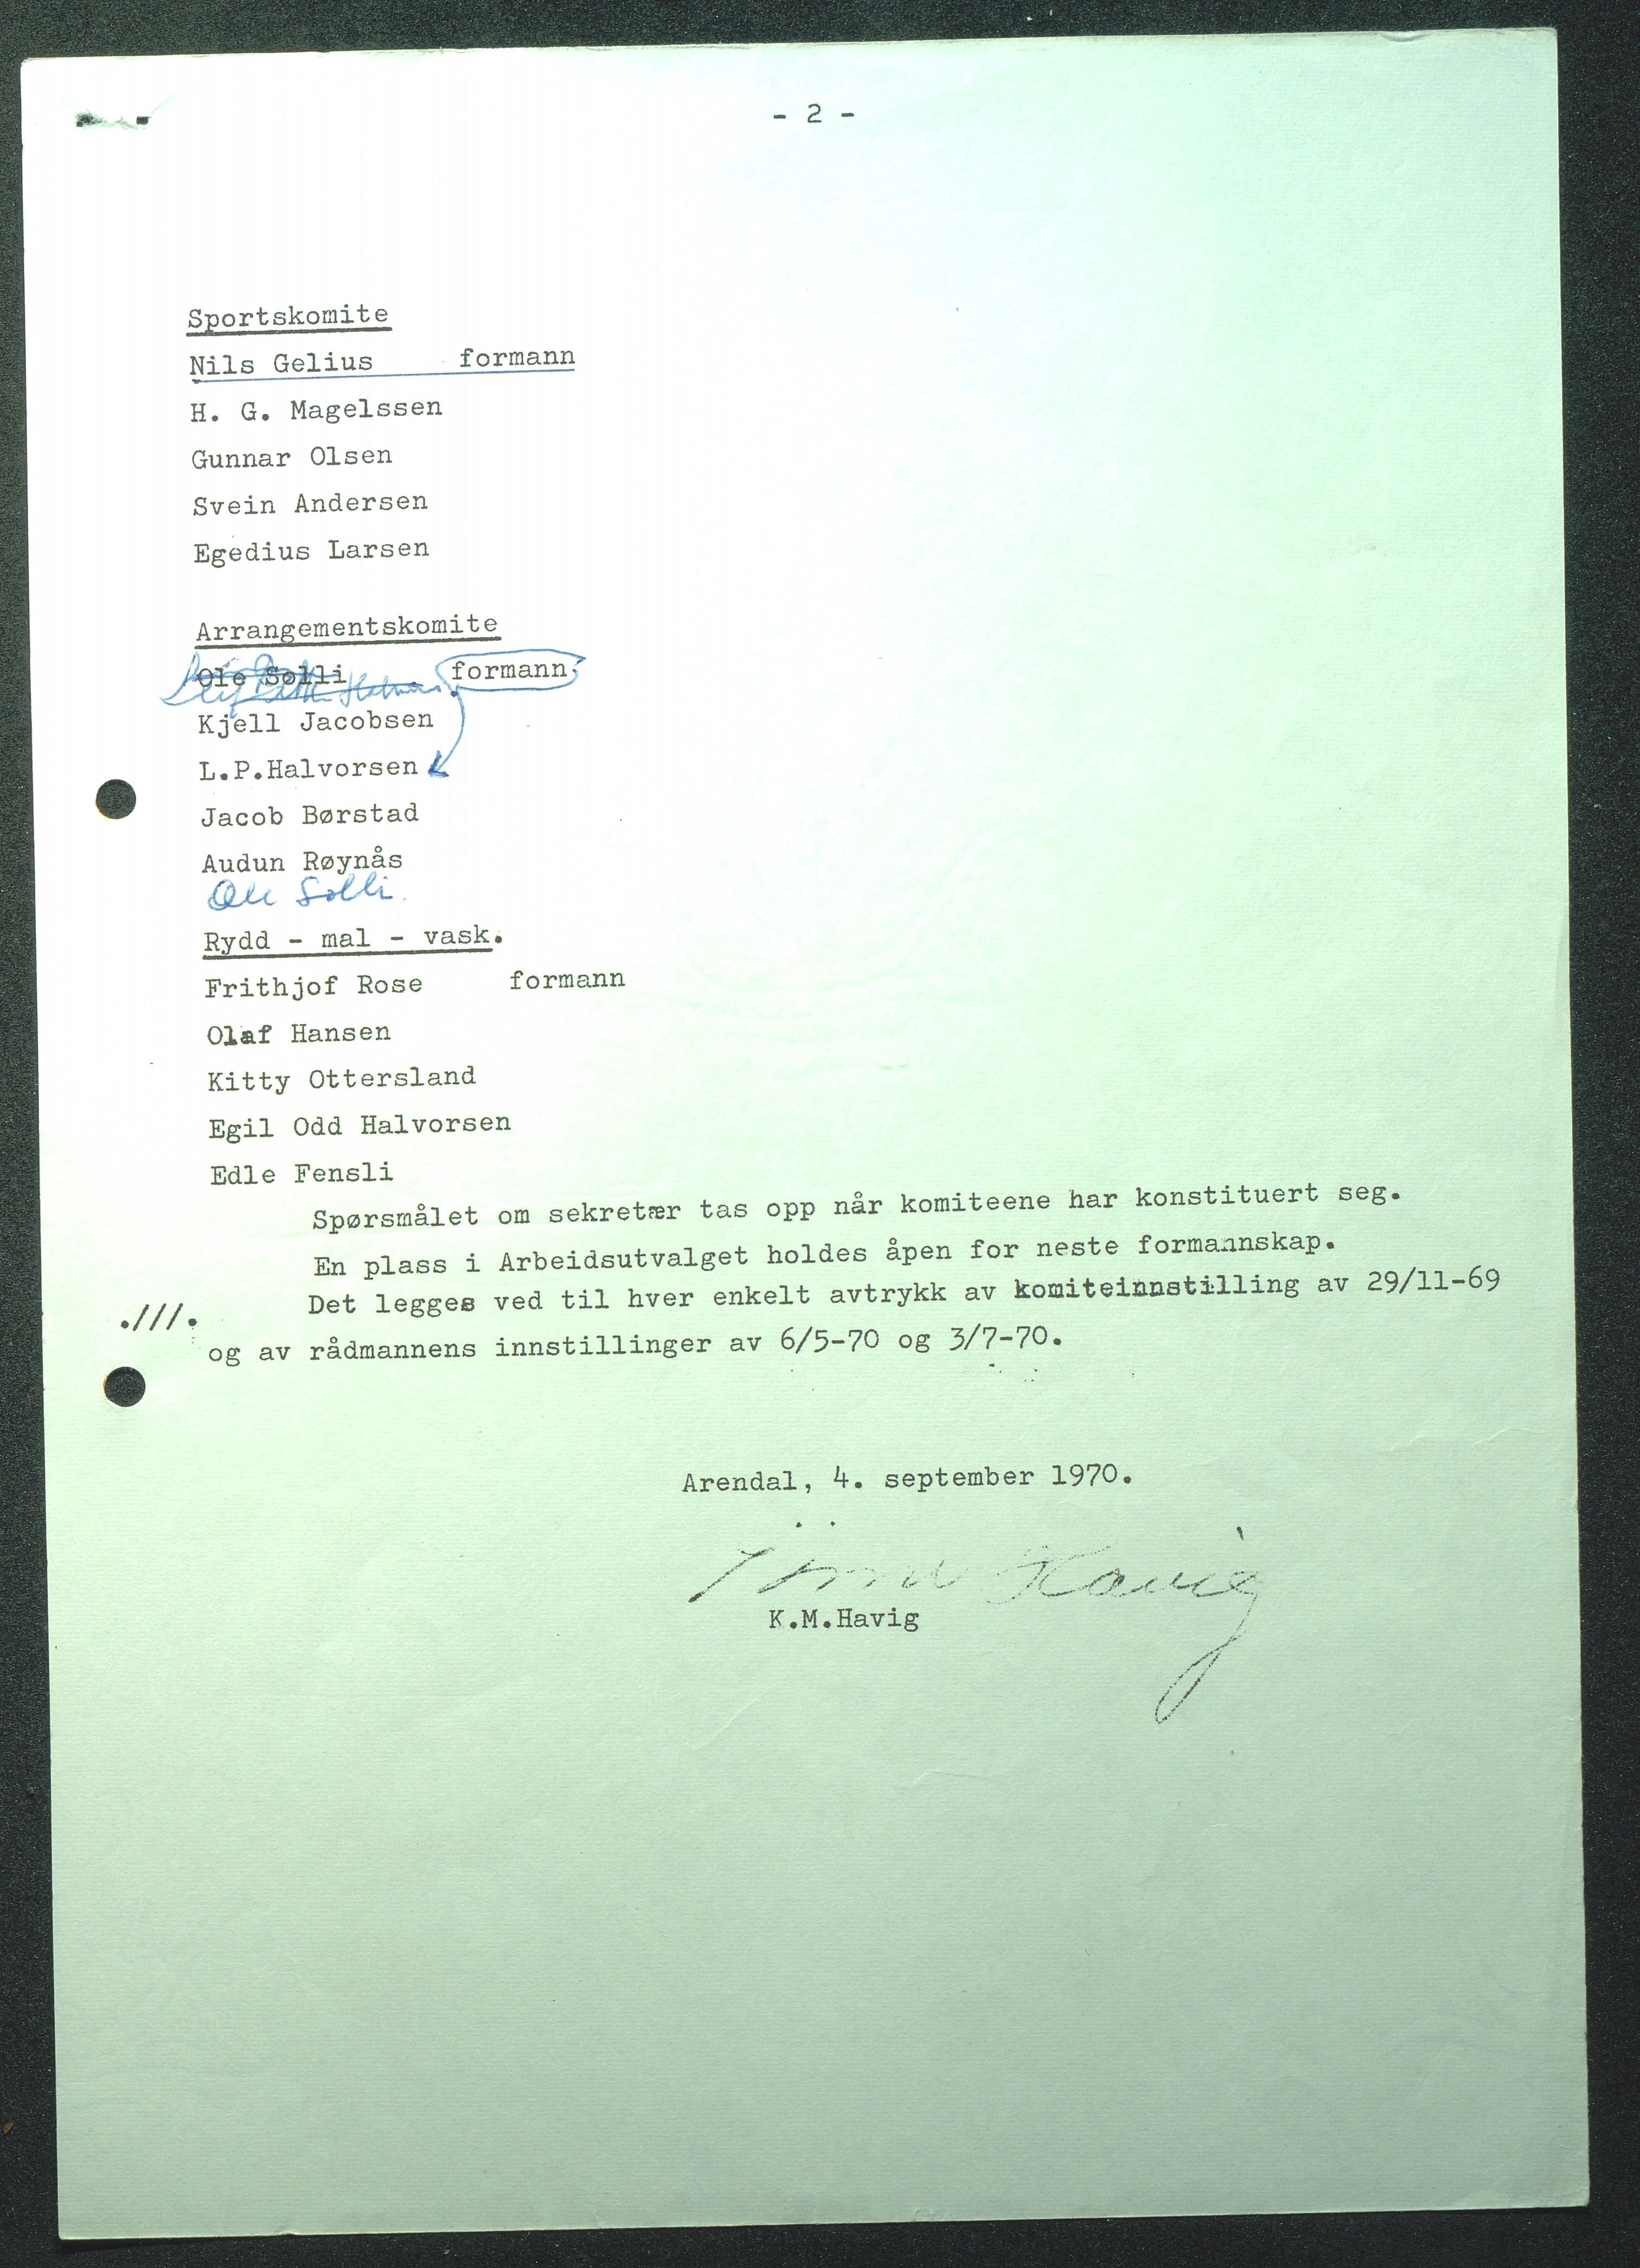 - 2 -
Sportskomite
Nils Gelius formann
H. G. Magelssen
Gunnar Olsen
Svein Andersen
Egedius Larsen
Arrangementskomite
Ole Solli formann
Kjell Jacobsen
L.P.Halvorsen
Jacob Børstad
Audun Røynås
Ole Solli.
Rydd - mal - vask.
Frithjof Rose formann
Olaf Hansen
Kitty Ottersland
Egil Odd Halvorsen
Edle Fensli
Spørsmålet om sekretær tas opp når komiteene har konstituert seg.
En plass i Arbeidsutvalget holdes åpen for neste formannskap.
.///. Det legges ved til hver enkelt avtrykk av komiteinnstilling av 29/11-69
og av rådmannens innstillinger av 6/5-70 og 3/7-70.
Arendal, 4. september 1970.
Havig
K.M.Havig